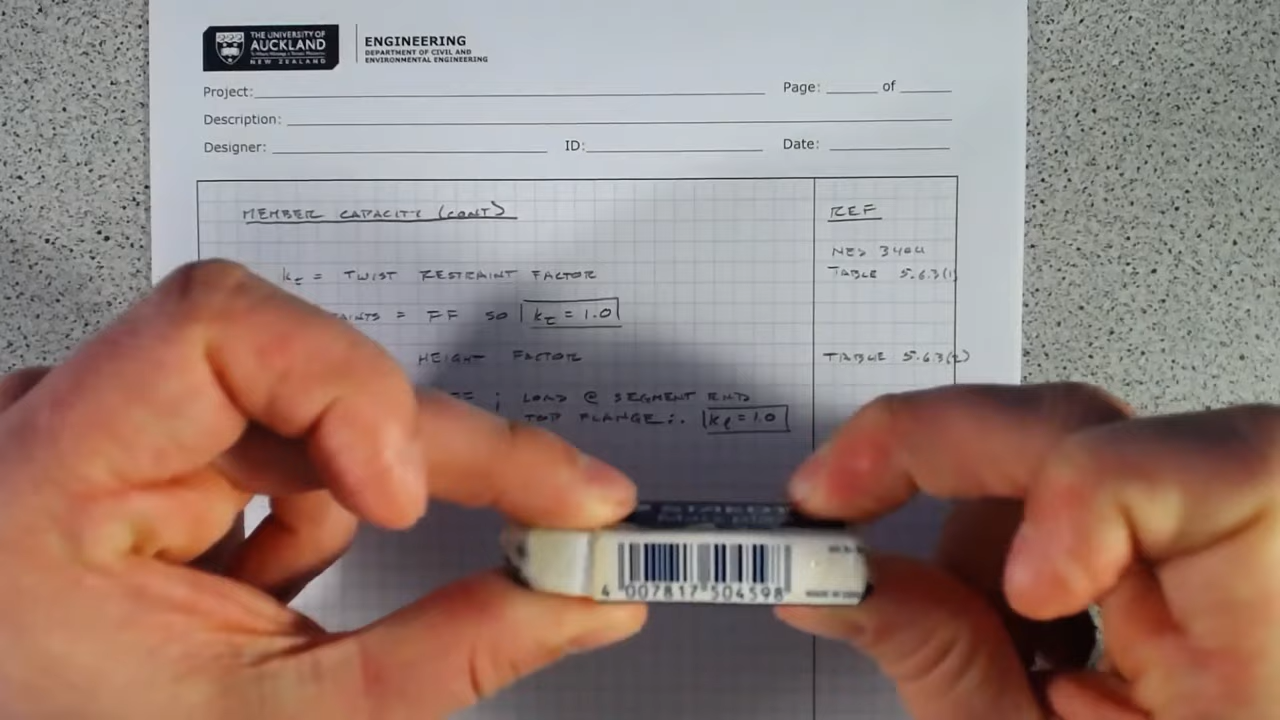 THE UNIVERSITY OF
AUCKLAND
NEW ZEALAND
ENGINEERING
DEPARTMENT OF CIVIL AND
ENVIRONMENTAL ENGINEERING
Project:
Page: of
Description:
Designer: ID: Date:
MEMBER CAPACITY (CONT) REF
NZS 3404
kt = TWIST RESTRAINT FACTOR TABLE 5.6.3(1)
= FF SO kt = 1.0
HEIGHT FACTOR TABLE 5.6.3(2)
; LOAD @ SEGMENT END
TOP FLANGE ∴ kl = 1.0
STAEDT
4 007817 504598